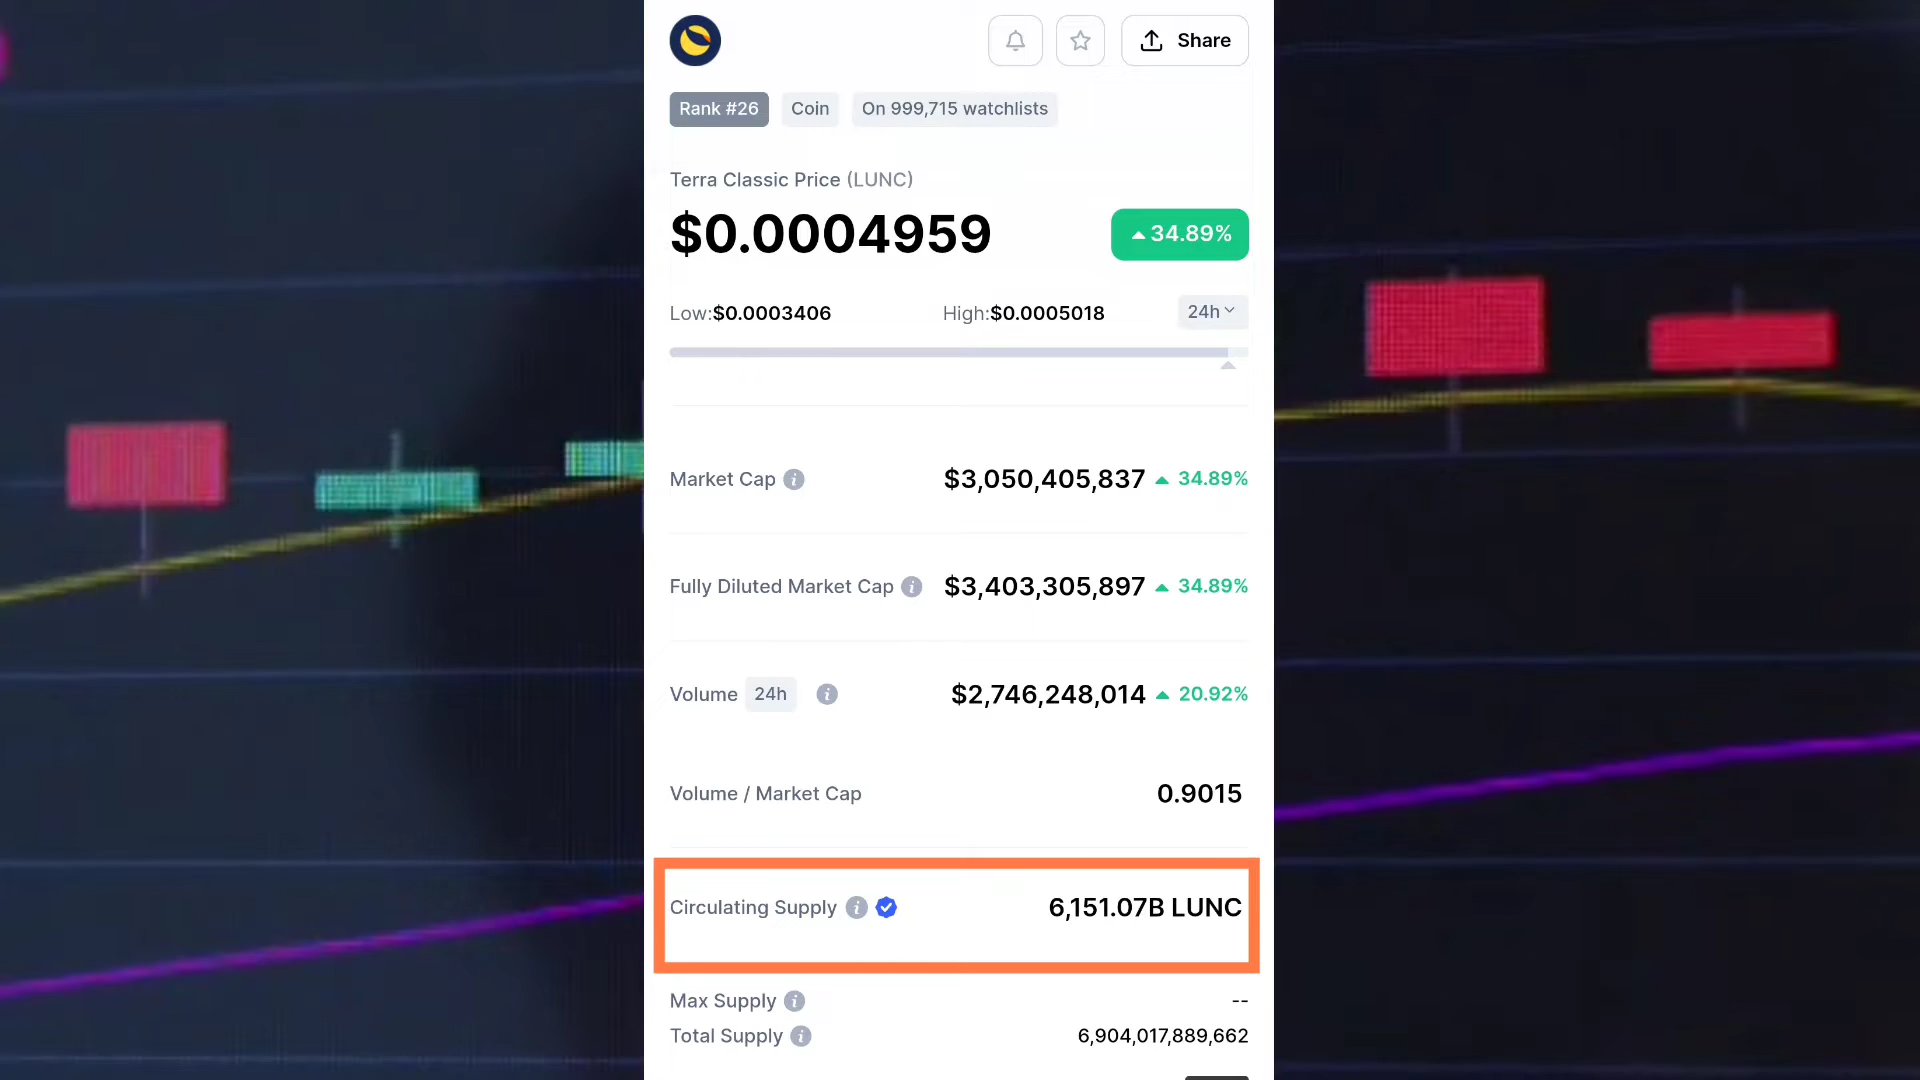 Share
Rank #26 Coin On 999,715 watchlists
Terra Classic Price (LUNC)
$0.0004959 34.89%
Low:$0.0003406 High:$0.0005018 24h
Market Cap $3,050,405,837 34.89%
Fully Diluted Market Cap $3,403,305,897 34.89%
Volume 24h $2,746,248,014 20.92%
Volume / Market Cap 0.9015
Circulating Supply 6,151.07B LUNC
Max Supply --
Total Supply 6,904,017,889,662